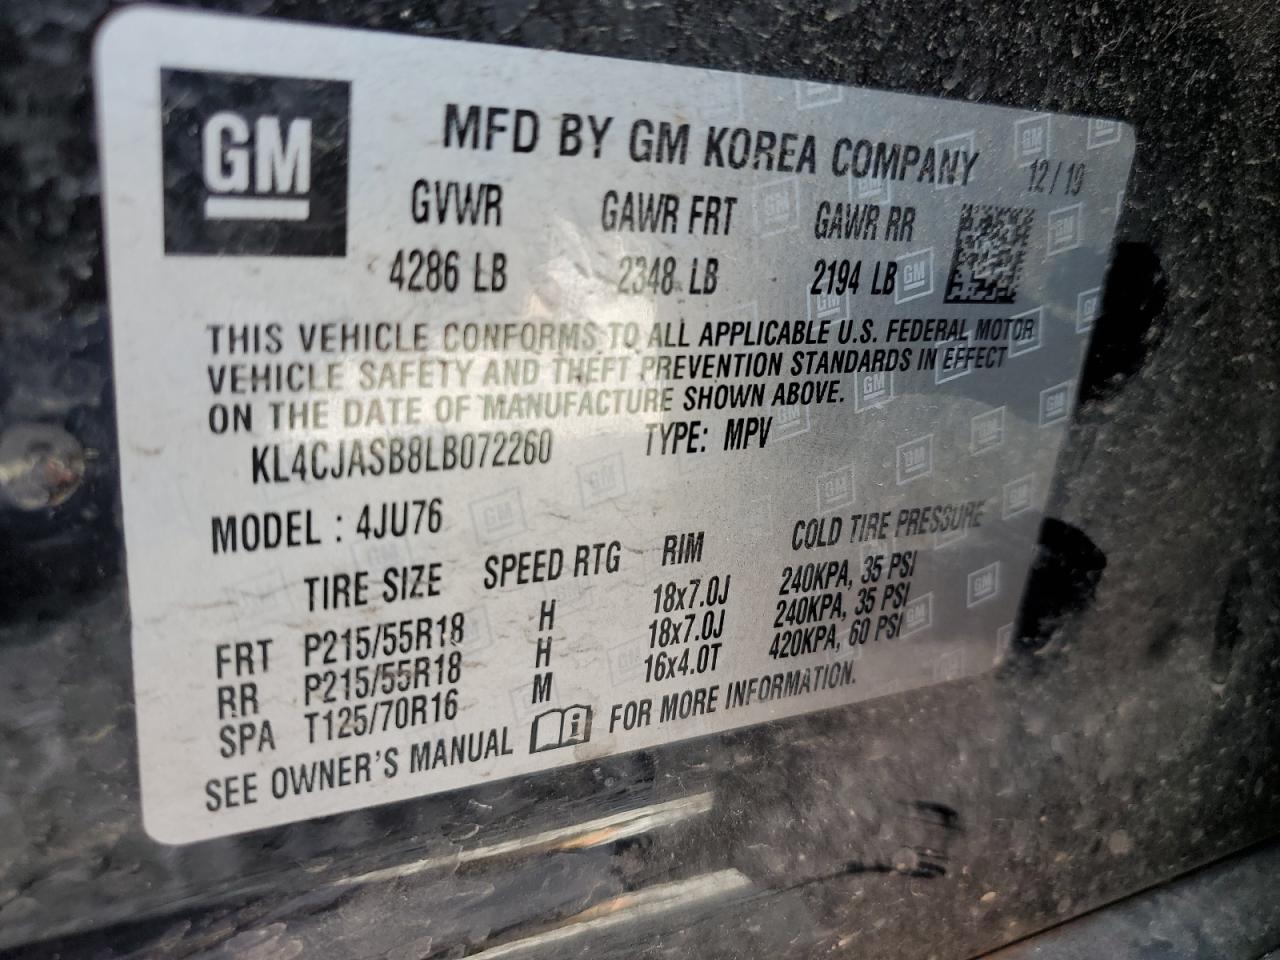 GM
MFD BY GM KOREA COMPANY 12/19
GVWR GAWR FRT GAWR RR
4286 LB 2348 LB 2194 LB
THIS VEHICLE CONFORMS TO ALL APPLICABLE U.S. FEDERAL MOTOR
VEHICLE SAFETY AND THEFT PREVENTION STANDARDS IN EFFECT
ON THE DATE OF MANUFACTURE SHOWN ABOVE.
KL4CJASB8LB072260 TYPE: MPV
MODEL : 4JU76
TIRE SIZE SPEED RTG RIM COLD TIRE PRESSURE
FRT P215/55R18 H 18x7.0J 240KPA, 35 PSI
RR P215/55R18 H 18x7.0J 240KPA, 35 PSI
SPA T125/70R16 M 16x4.0T 420KPA, 60 PSI
SEE OWNER'S MANUAL FOR MORE INFORMATION.